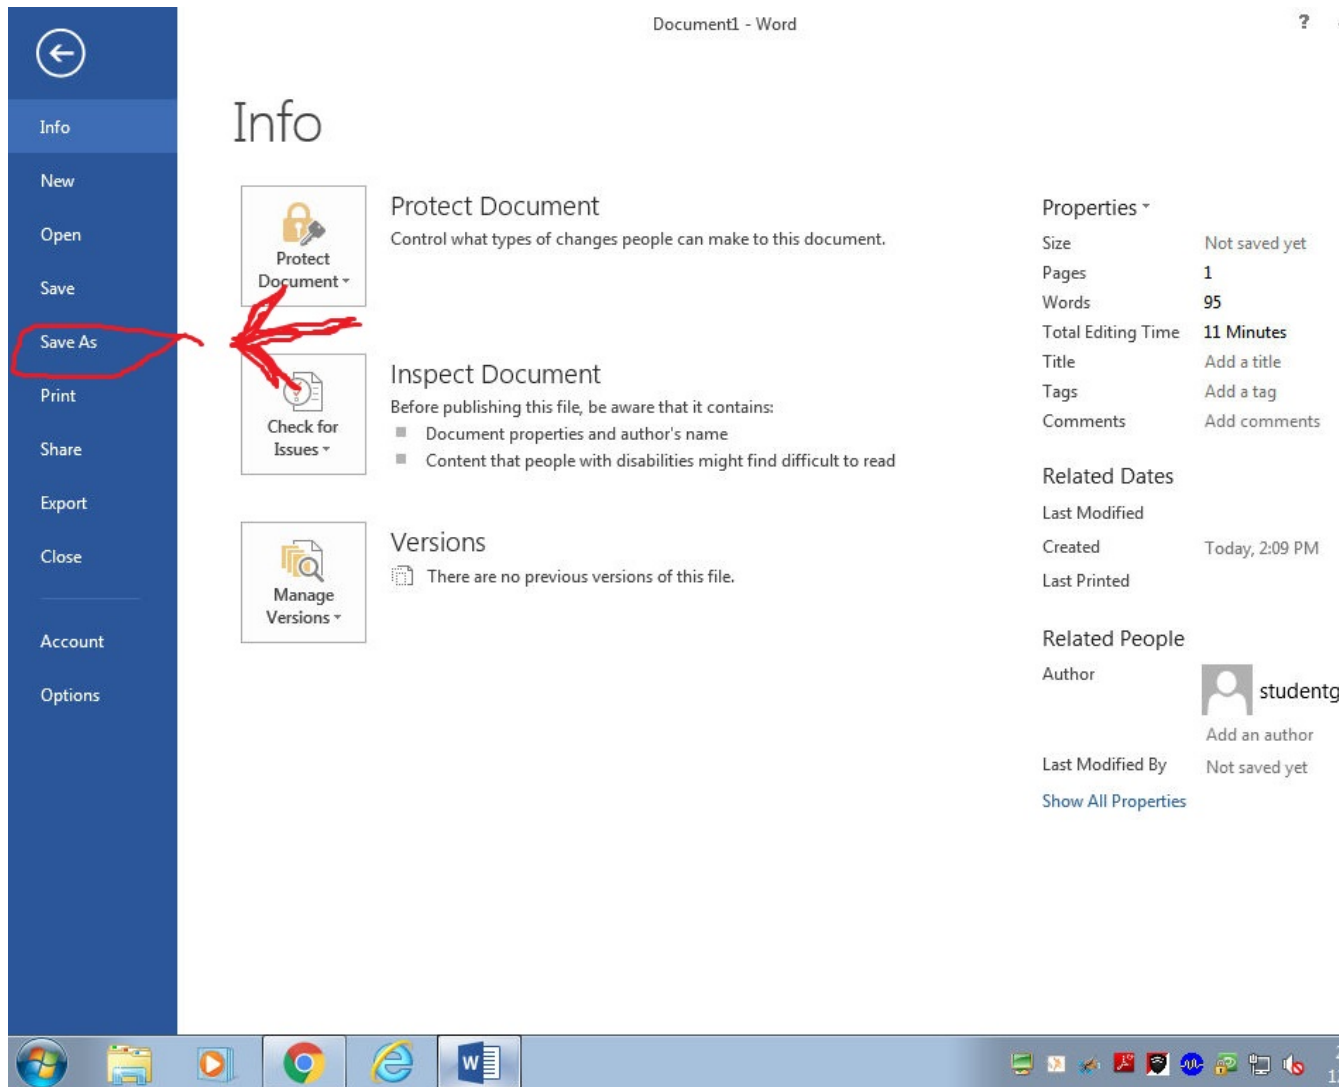 Document1 - Word
?
Info
New
Open
Save
Save As
Print
Share
Export
Close
Account
Options
Info
Protect Document
Protect Document
Control what types of changes people can make to this document.
Check for Issues
Inspect Document
Before publishing this file, be aware that it contains:
Document properties and author's name
Content that people with disabilities might find difficult to read
Manage Versions
Versions
There are no previous versions of this file.
Properties
Size Not saved yet
Pages 1
Words 95
Total Editing Time 11 Minutes
Title Add a title
Tags Add a tag
Comments Add comments
Related Dates
Last Modified
Created Today, 2:09 PM
Last Printed
Related People
Author studentg
Add an author
Last Modified By Not saved yet
Show All Properties